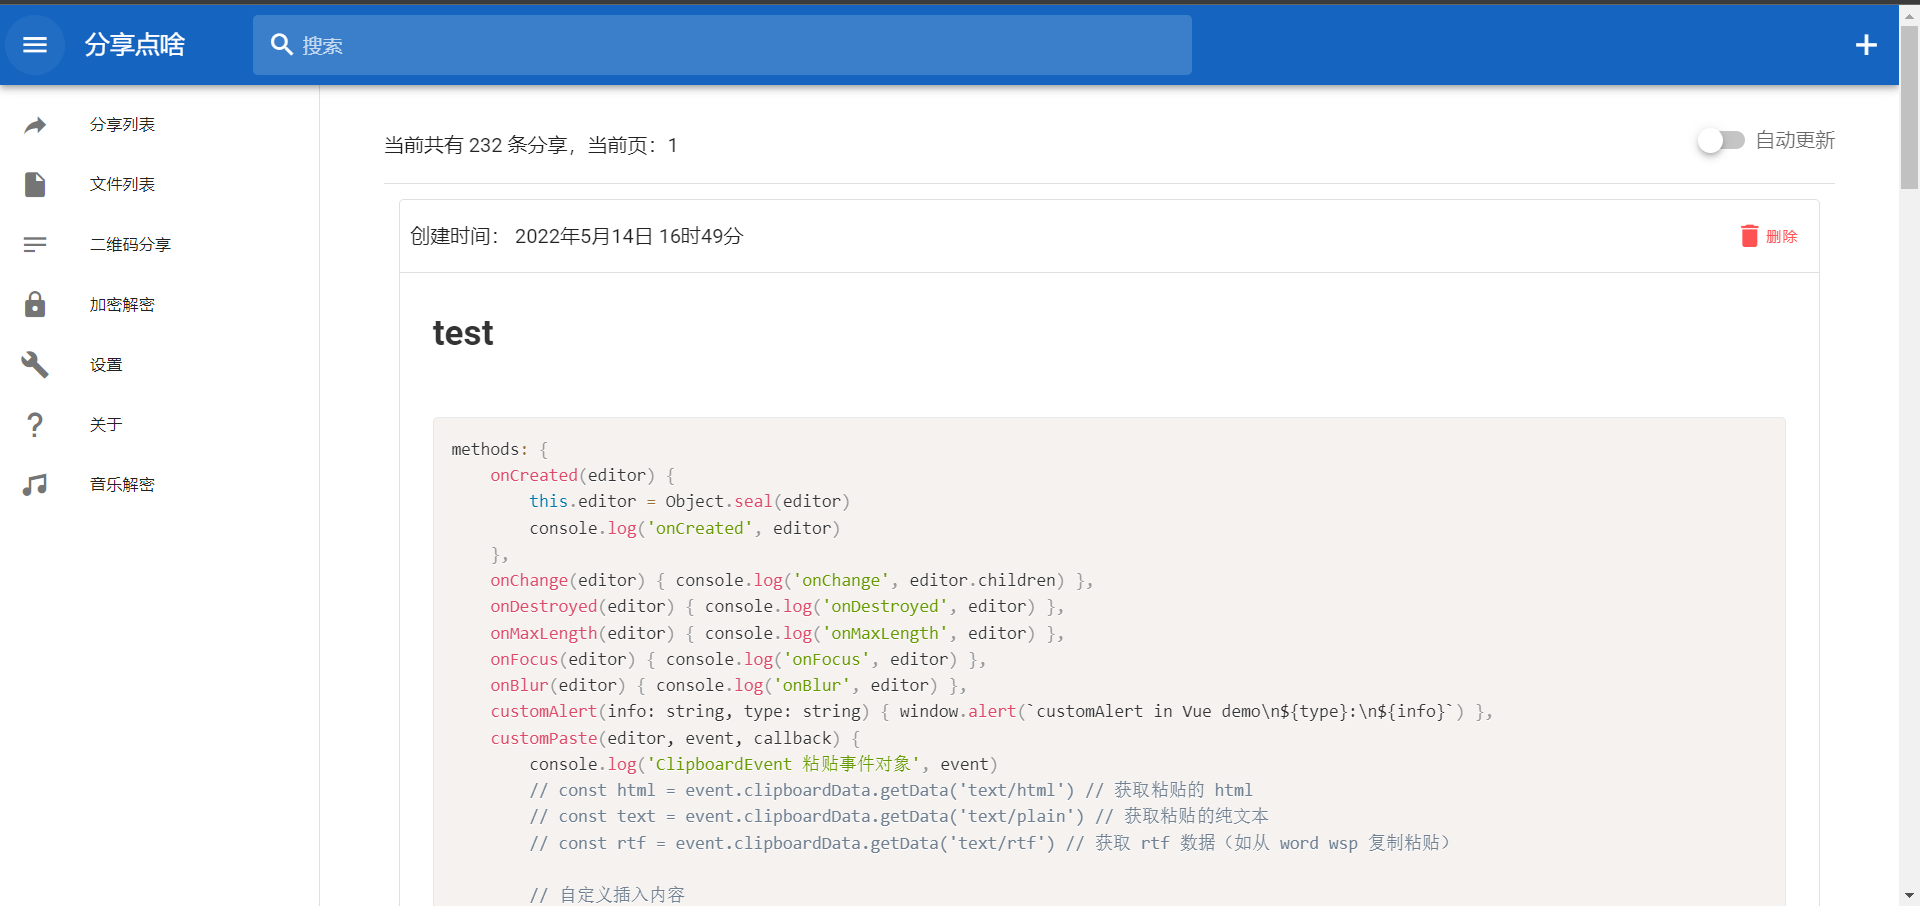 分享点啥
搜索
分享列表
文件列表
二维码分享
加密解密
设置
关于
音乐解密
当前共有 232 条分享，当前页：1
自动更新
创建时间： 2022年5月14日 16时49分
删除
test
methods: {
    onCreated(editor) {
        this.editor = Object.seal(editor)
        console.log('onCreated', editor)
    },
    onChange(editor) { console.log('onChange', editor.children) },
    onDestroyed(editor) { console.log('onDestroyed', editor) },
    onMaxLength(editor) { console.log('onMaxLength', editor) },
    onFocus(editor) { console.log('onFocus', editor) },
    onBlur(editor) { console.log('onBlur', editor) },
    customAlert(info: string, type: string) { window.alert(`customAlert in Vue demo\n${type}:\n${info}`) },
    customPaste(editor, event, callback) {
        console.log('ClipboardEvent 粘贴事件对象', event)
        // const html = event.clipboardData.getData('text/html') // 获取粘贴的 html
        // const text = event.clipboardData.getData('text/plain') // 获取粘贴的纯文本
        // const rtf = event.clipboardData.getData('text/rtf') // 获取 rtf 数据（如从 word wsp 复制粘贴）
        // 自定义插入内容